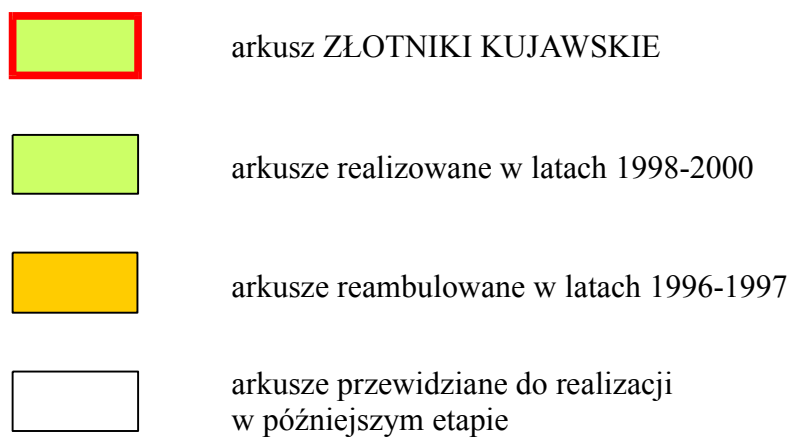 arkusz ZŁOTNIKI KUJAWSKIE
arkusze realizowane w latach 1998-2000
arkusze reambulowane w latach 1996-1997
arkusze przewidziane do realizacji
w późniejszym etapie